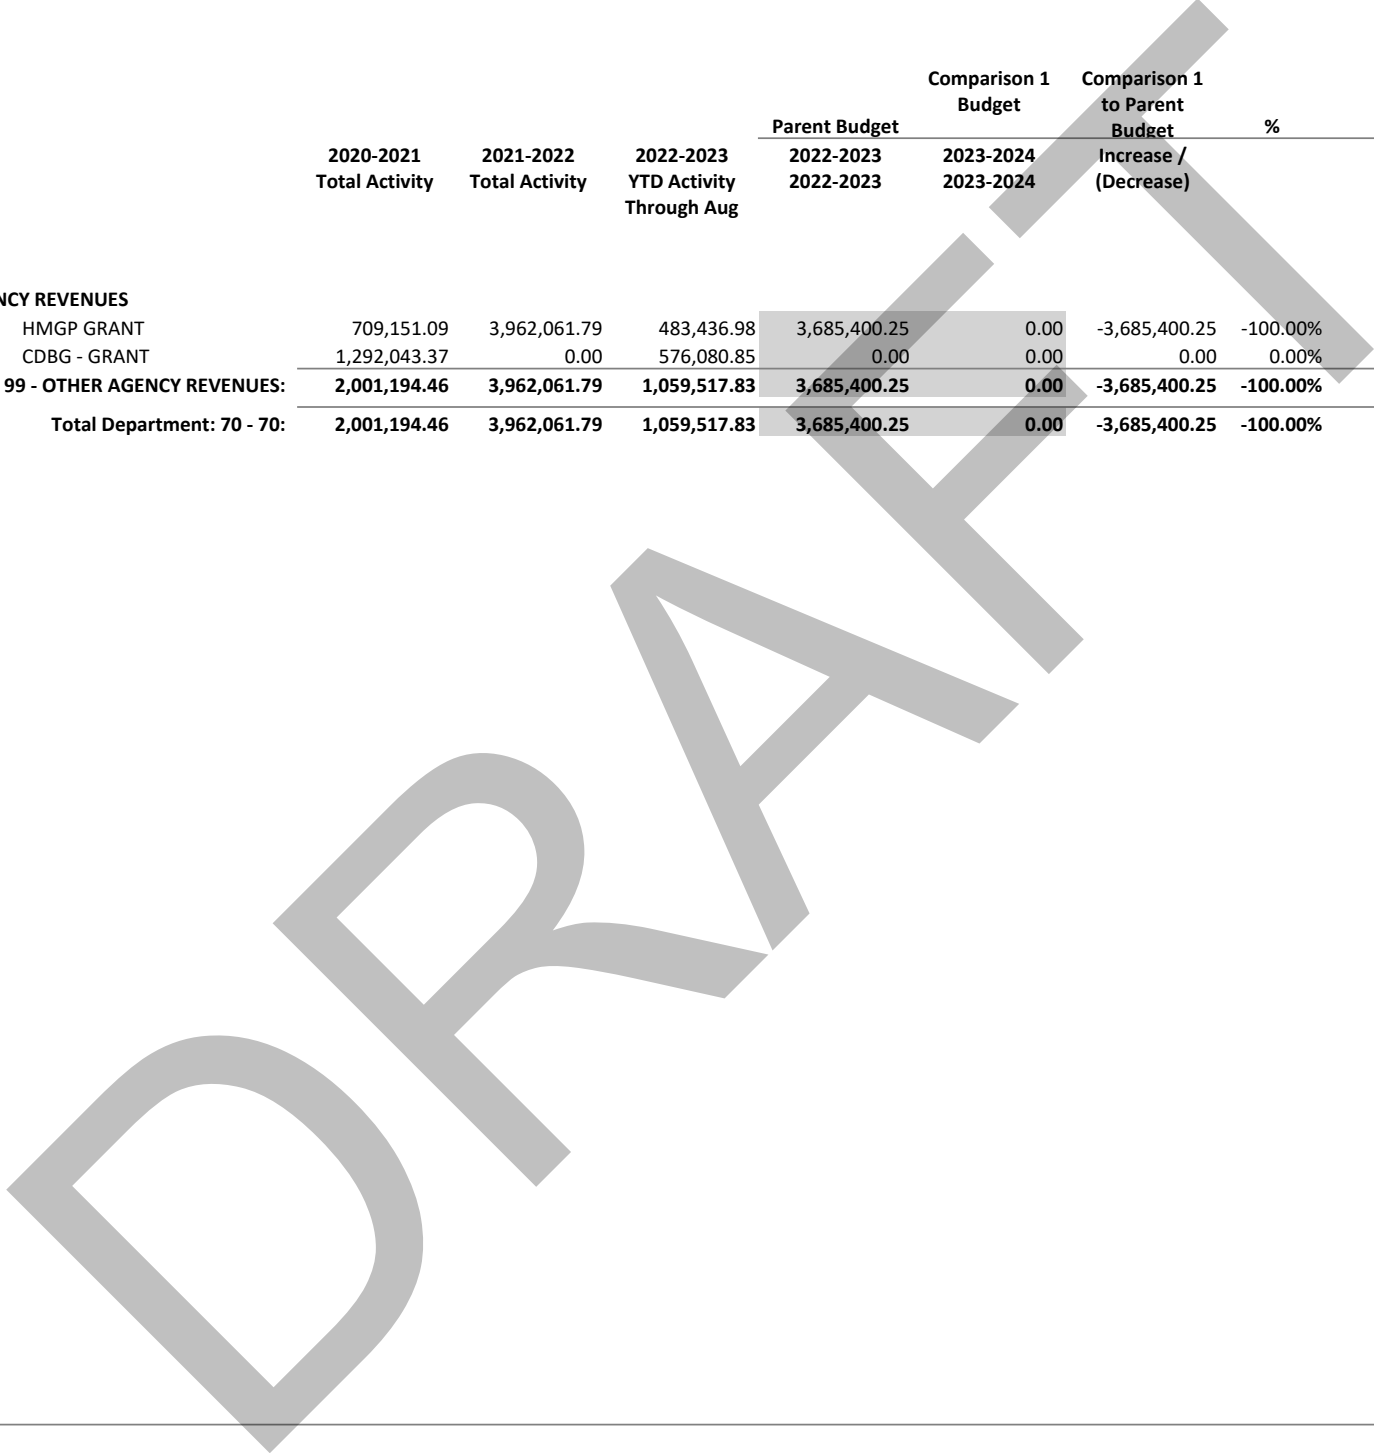 Comparison 1 Comparison 1
Budget to Parent
Parent Budget Budget %
2020-2021 2021-2022 2022-2023 2022-2023 2023-2024 Increase /
Total Activity Total Activity YTD Activity 2022-2023 2023-2024 (Decrease)
Through Aug
NCY REVENUES
HMGP GRANT 709,151.09 3,962,061.79 483,436.98 3,685,400.25 0.00 -3,685,400.25 -100.00%
CDBG - GRANT 1,292,043.37 0.00 576,080.85 0.00 0.00 0.00 0.00%
99 - OTHER AGENCY REVENUES: 2,001,194.46 3,962,061.79 1,059,517.83 3,685,400.25 0.00 -3,685,400.25 -100.00%
Total Department: 70 - 70: 2,001,194.46 3,962,061.79 1,059,517.83 3,685,400.25 0.00 -3,685,400.25 -100.00%
DRAFT